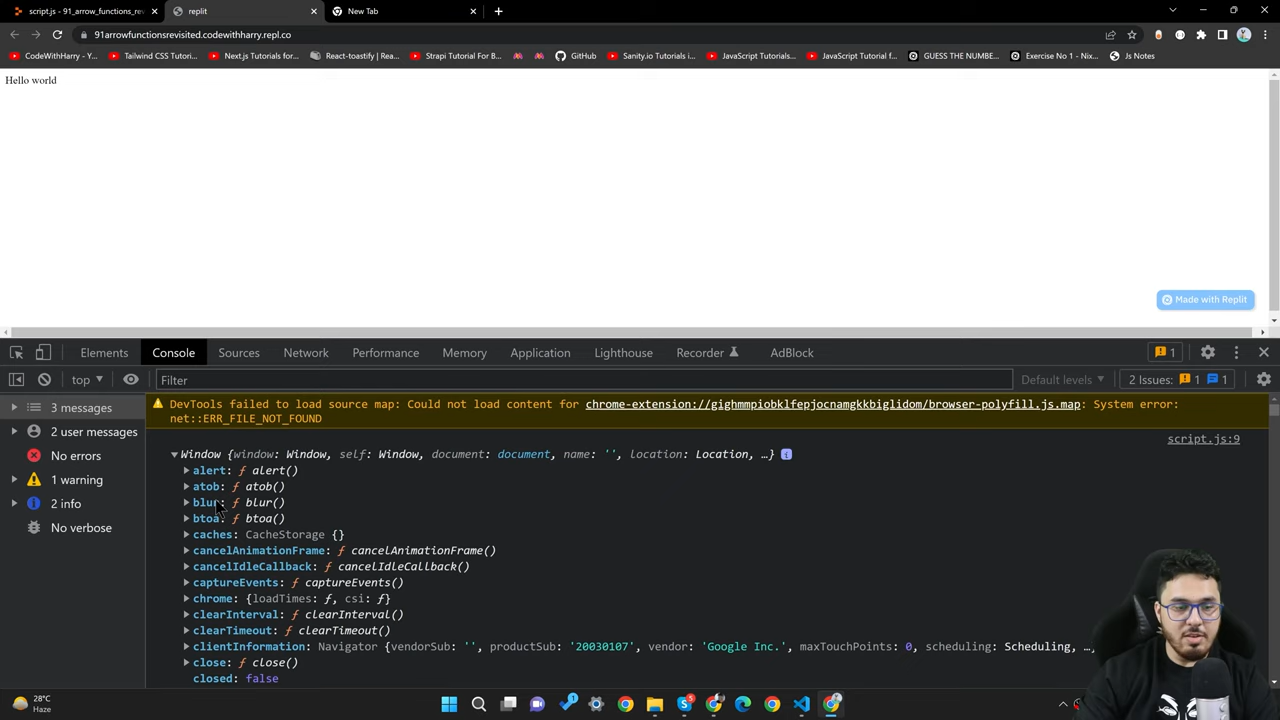 script.js - 91_arrow_functions_rev
replit
New Tab
91arrowfunctionsrevisited.codewithharry.repl.co
CodeWithHarry - Y...
Tailwind CSS Tutori...
Next.js Tutorials for...
React-toastify | Rea...
Strapi Tutorial For B...
GitHub
Sanity.io Tutorials i...
JavaScript Tutorials...
JavaScript Tutorial f...
GUESS THE NUMBE...
Exercise No 1 - Nix...
Js Notes
Hello world
Made with Replit
Elements
Console
Sources
Network
Performance
Memory
Application
Lighthouse
Recorder
AdBlock
1
top
Filter
Default levels
2 Issues: 1 1
3 messages
2 user messages
No errors
1 warning
2 info
No verbose
DevTools failed to load source map: Could not load content for chrome-extension://gighmmpiobklfepjocnamgkkbiglidom/browser-polyfill.js.map: System error:
net::ERR_FILE_NOT_FOUND
script.js:9
Window {window: Window, self: Window, document: document, name: '', location: Location, …}
alert: ƒ alert()
atob: ƒ atob()
blur: ƒ blur()
btoa: ƒ btoa()
caches: CacheStorage {}
cancelAnimationFrame: ƒ cancelAnimationFrame()
cancelIdleCallback: ƒ cancelIdleCallback()
captureEvents: ƒ captureEvents()
chrome: {loadTimes: ƒ, csi: ƒ}
clearInterval: ƒ clearInterval()
clearTimeout: ƒ clearTimeout()
clientInformation: Navigator {vendorSub: '', productSub: '20030107', vendor: 'Google Inc.', maxTouchPoints: 0, scheduling: Scheduling, …}
close: ƒ close()
closed: false
28°C
Haze